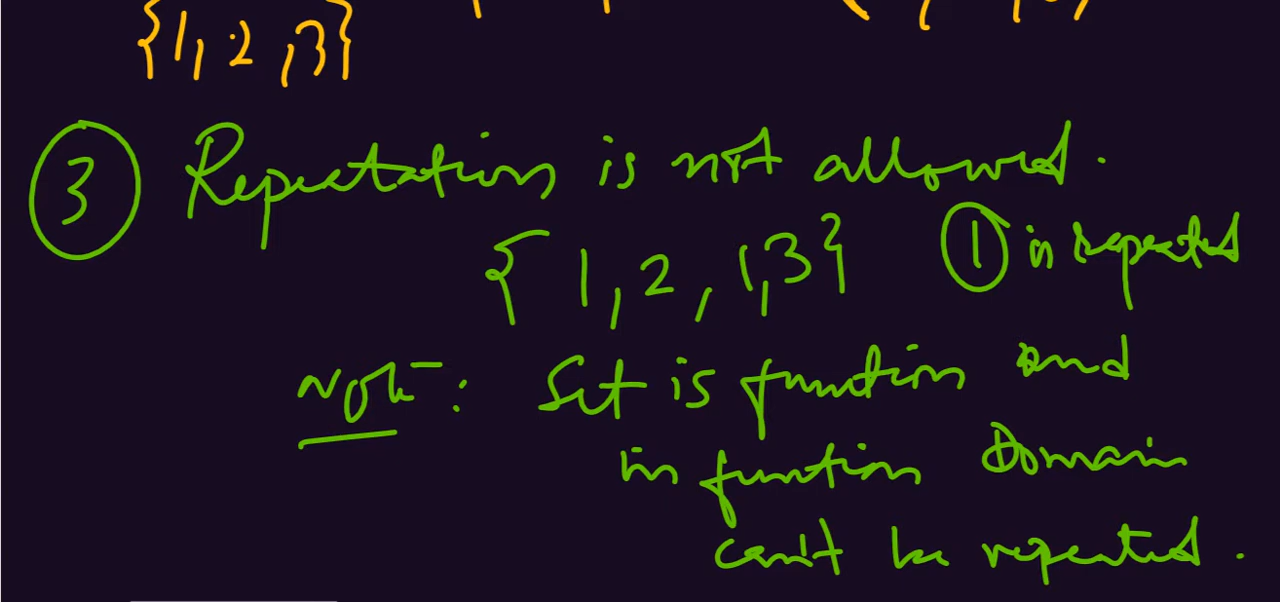 {1, 2, 3}
③ Repetation is not allowed.
{1, 2, 1, 3} ① is repeated
Note: Set is function and
in function Domain
can't be repeated.